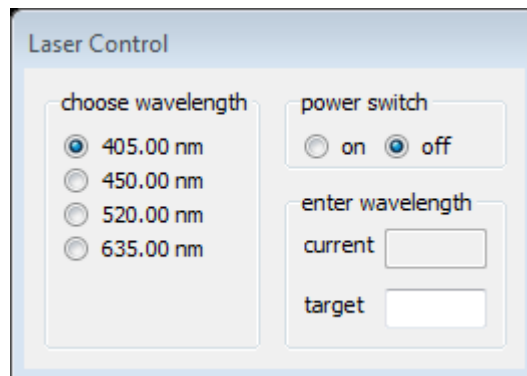 Laser Control
choose wavelength
405.00 nm
450.00 nm
520.00 nm
635.00 nm
power switch
on off
enter wavelength
current
target